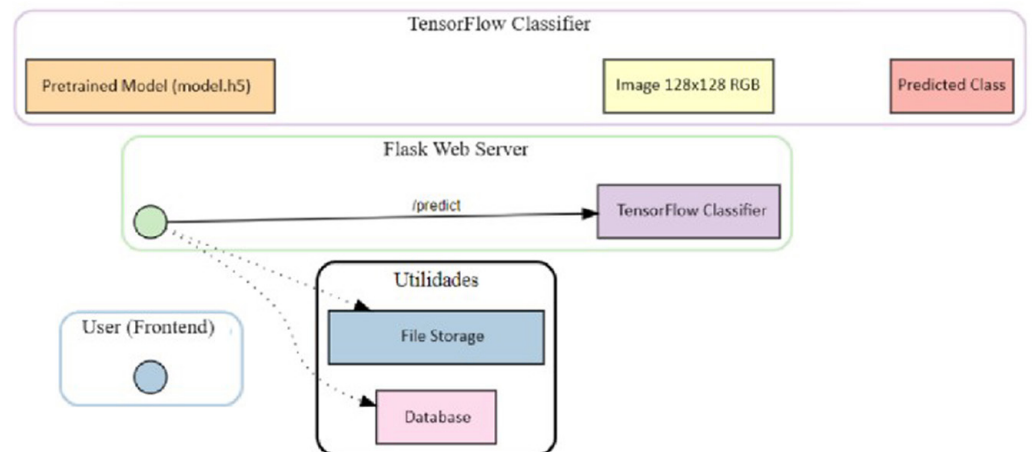 TensorFlow Classifier
Pretrained Model (model.h5)
Image 128x128 RGB
Predicted Class
Flask Web Server
/predict
TensorFlow Classifier
Utilidades
File Storage
User (Frontend)
Database